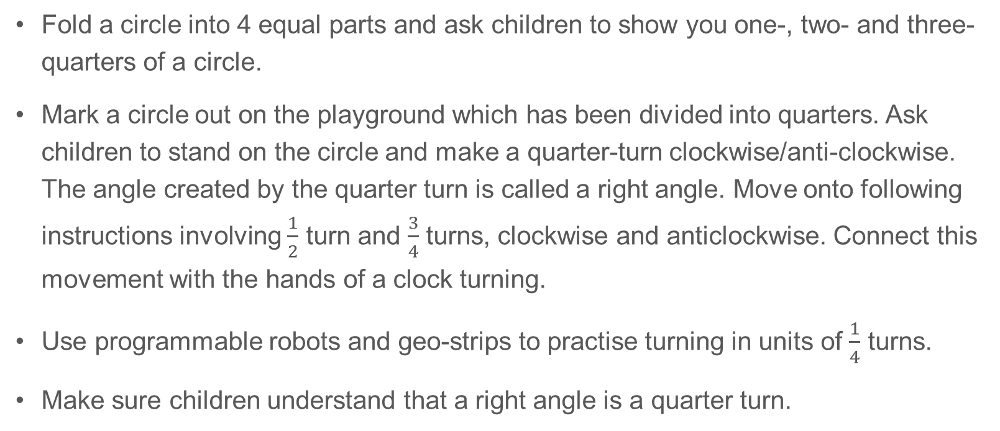 • Fold a circle into 4 equal parts and ask children to show you one-, two- and three-
quarters of a circle.
• Mark a circle out on the playground which has been divided into quarters. Ask
children to stand on the circle and make a quarter-turn clockwise/anti-clockwise.
The angle created by the quarter turn is called a right angle. Move onto following
instructions involving 1/2 turn and 3/4 turns, clockwise and anticlockwise. Connect this
movement with the hands of a clock turning.
• Use programmable robots and geo-strips to practise turning in units of 1/4 turns.
• Make sure children understand that a right angle is a quarter turn.